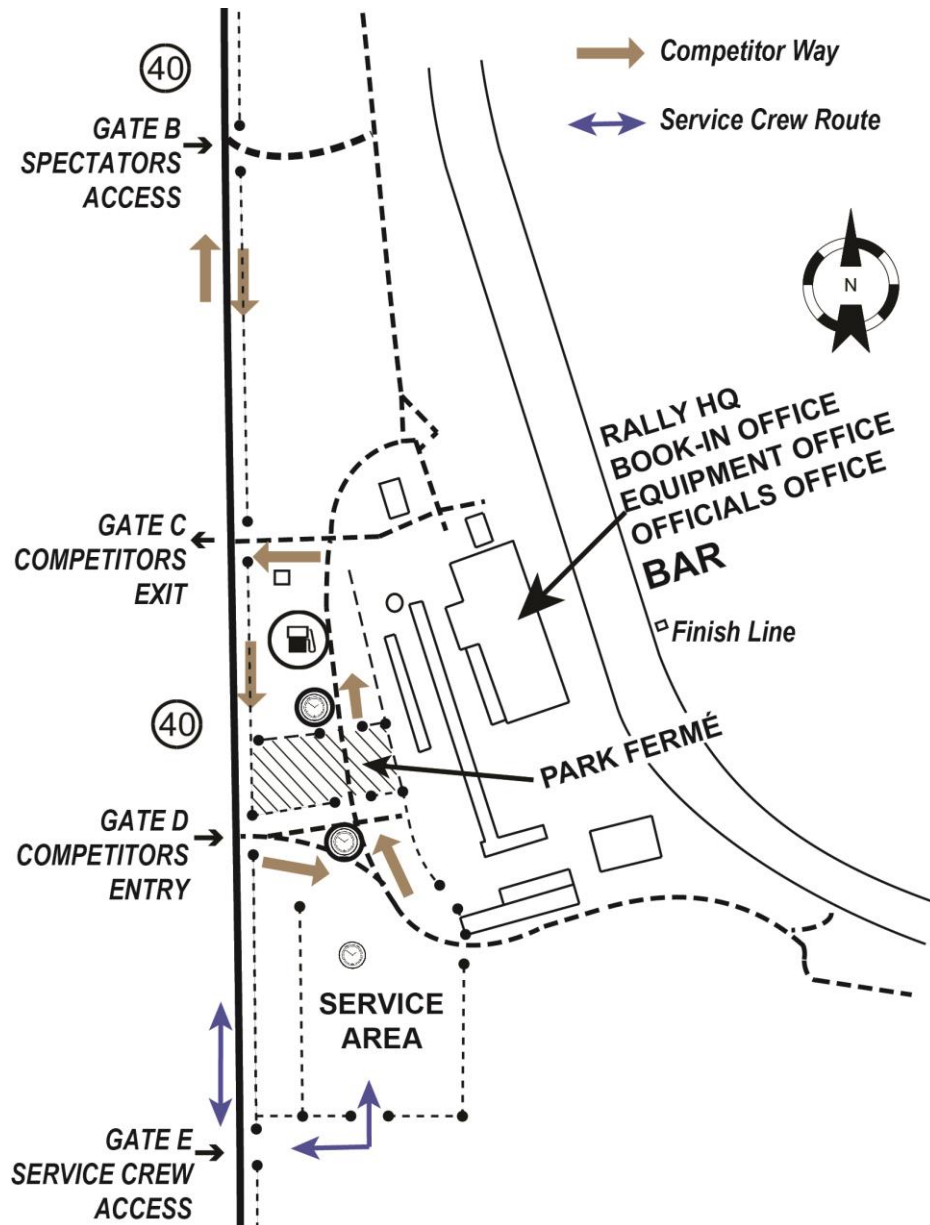 Competitor Way
40
Service Crew Route
GATE B
SPECTATORS
ACCESS
N
RALLY HQ
BOOK-IN OFFICE
EQUIPMENT OFFICE
OFFICIALS OFFICE
BAR
GATE C
COMPETITORS
EXIT
Finish Line
40
PARK FERMÉ
GATE D
COMPETITORS
ENTRY
SERVICE
AREA
GATE E
SERVICE CREW
ACCESS